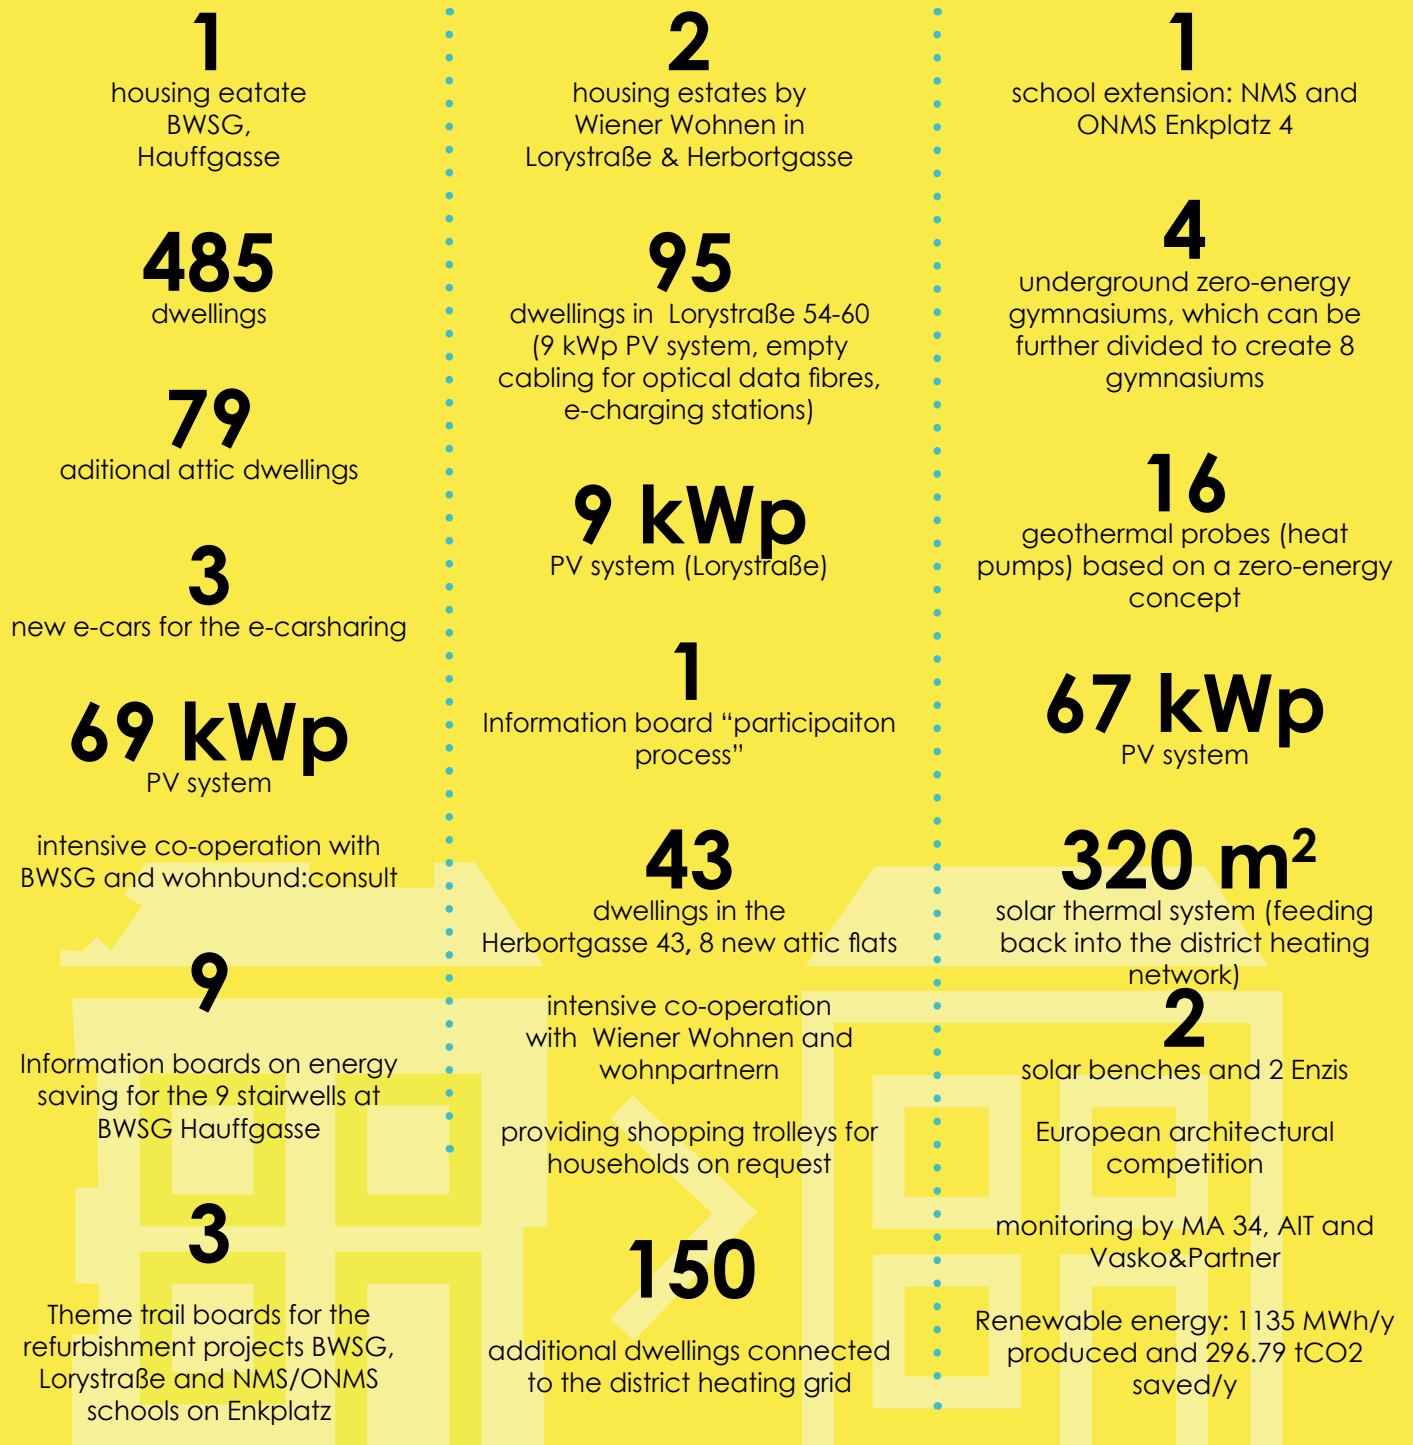 1
housing eatate
BWSG,
Hauffgasse
485
dwellings
79
aditional attic dwellings
3
new e-cars for the e-carsharing
69 kWp
PV system
intensive co-operation with
BWSG and wohnbund:consult
9
Information boards on energy
saving for the 9 stairwells at
BWSG Hauffgasse
3
Theme trail boards for the
refurbishment projects BWSG,
Lorystraße and NMS/ONMS
schools on Enkplatz
2
housing estates by
Wiener Wohnen in
Lorystraße & Herbortgasse
95
dwellings in Lorystraße 54-60
(9 kWp PV system, empty
cabling for optical data fibres,
e-charging stations)
9 kWp
PV system (Lorystraße)
1
Information board “participaiton
process”
43
dwellings in the
Herbortgasse 43, 8 new attic flats
intensive co-operation
with Wiener Wohnen and
wohnpartnern
providing shopping trolleys for
households on request
150
additional dwellings connected
to the district heating grid
1
school extension: NMS and
ONMS Enkplatz 4
4
underground zero-energy
gymnasiums, which can be
further divided to create 8
gymnasiums
16
geothermal probes (heat
pumps) based on a zero-energy
concept
67 kWp
PV system
320 m²
solar thermal system (feeding
back into the district heating
network)
2
solar benches and 2 Enzis
European architectural
competition
monitoring by MA 34, AIT and
Vasko&Partner
Renewable energy: 1135 MWh/y
produced and 296.79 tCO2
saved/y